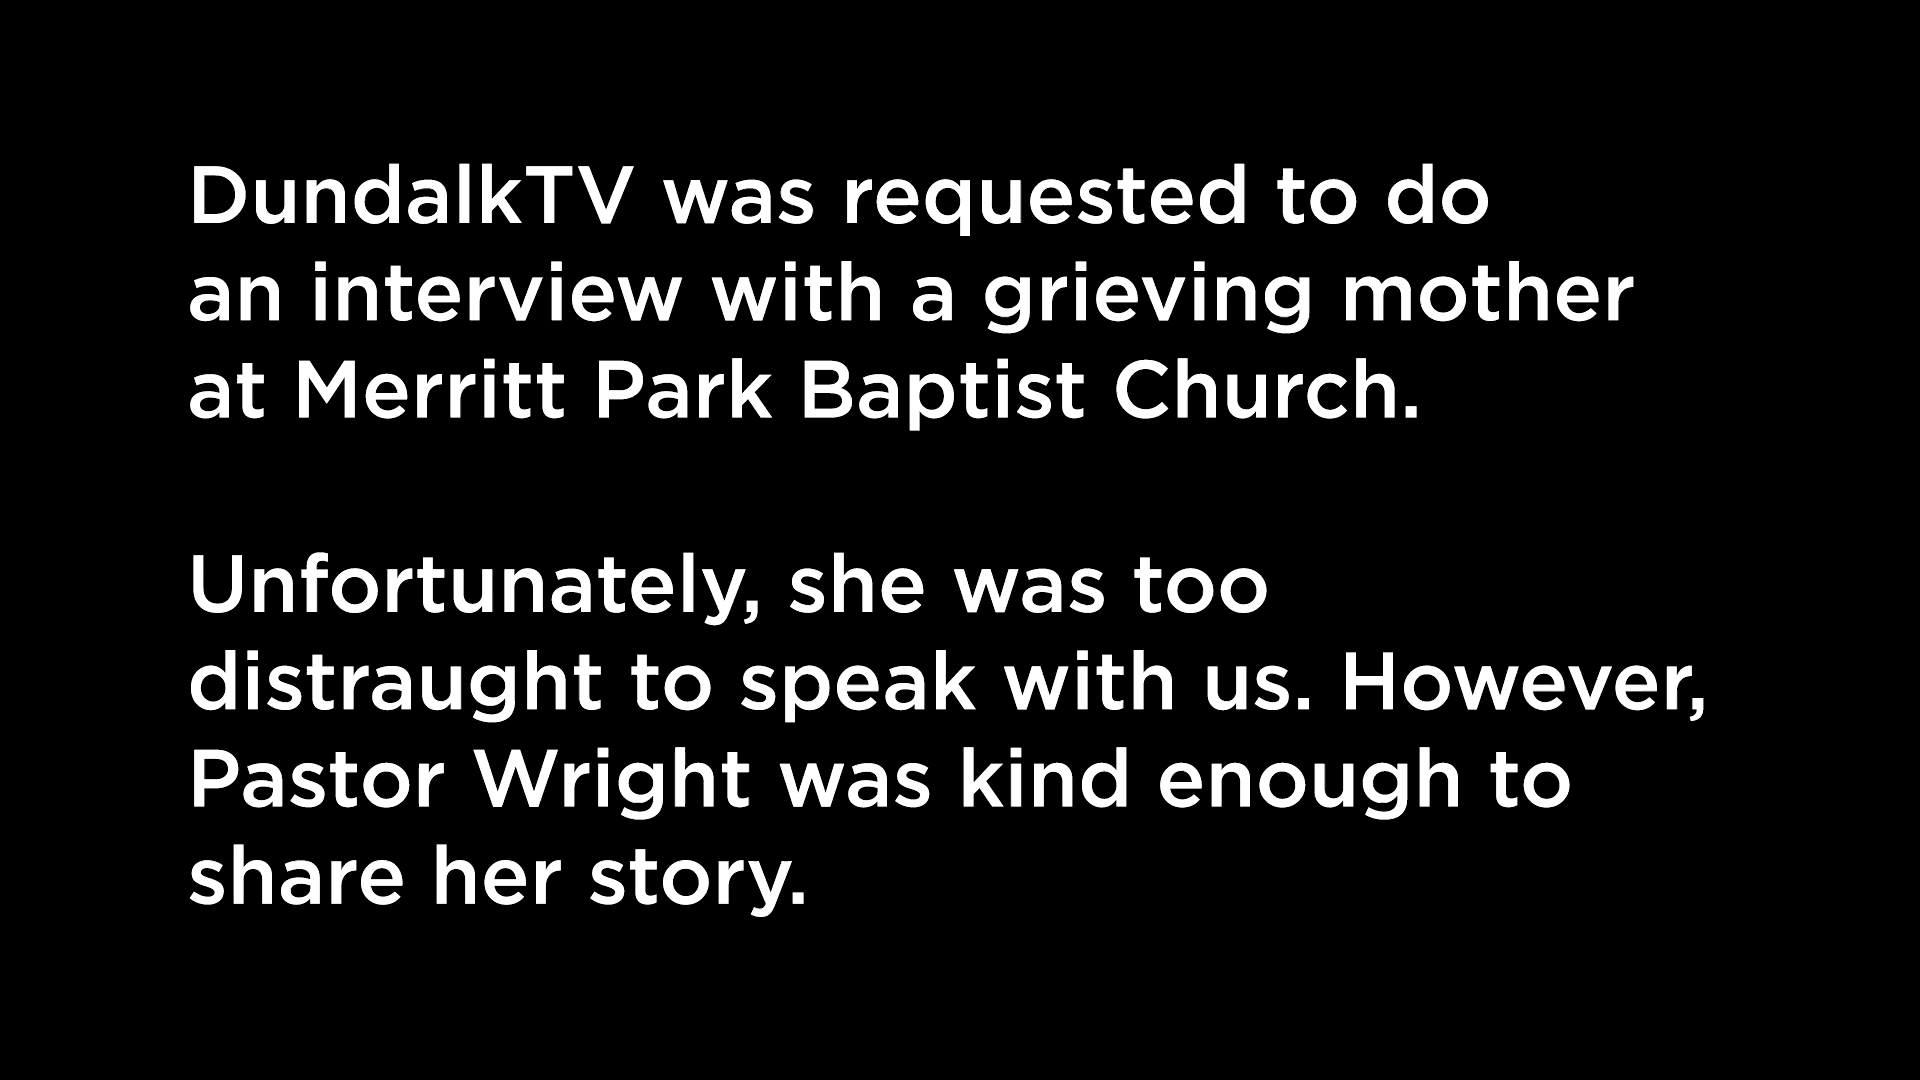 DundalkTV was requested to do
an interview with a grieving mother
at Merritt Park Baptist Church.
Unfortunately, she was too
distraught to speak with us. However,
Pastor Wright was kind enough to
share her story.